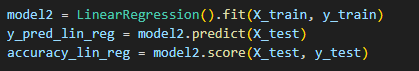 model2 = LinearRegression().fit(X_train, y_train)
y_pred_lin_reg = model2.predict(X_test)
accuracy_lin_reg = model2.score(X_test, y_test)